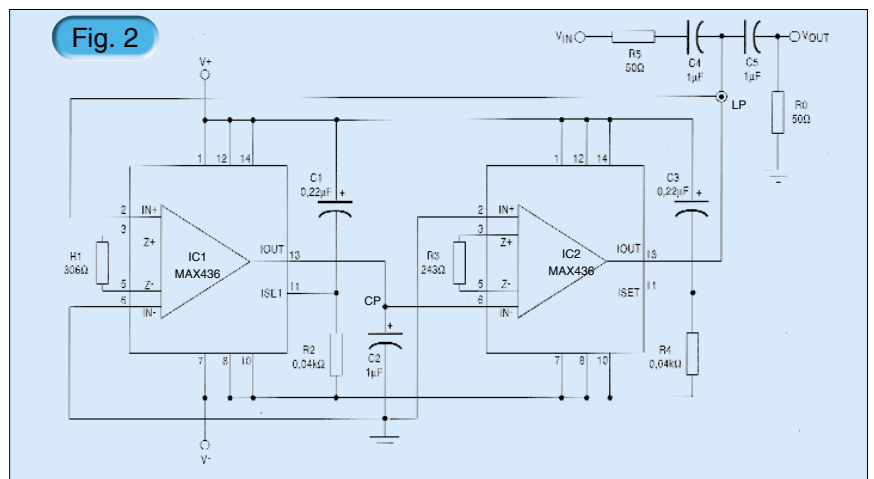 Fig. 2
VIN
R5
50Ω
C4
1µF
C5
1µF
VOUT
V+
LP
R0
50Ω
1 12 14
1 12 14
C1
0,22µF +
C3
0,22µF +
2 IN+
3
Z+
H1
306Ω
IC1
MAX436
IOUT 13
5 Z-
6
IN-
11
2 IN+
3
Z+
R3
243Ω
IC2
MAX436
IOUT 13
5 Z-
6
IN-
ISET 11
CP
+
C2
1µF
R2
0,04kΩ
R4
0,04kΩ
7 8 10
7 8 10
V-